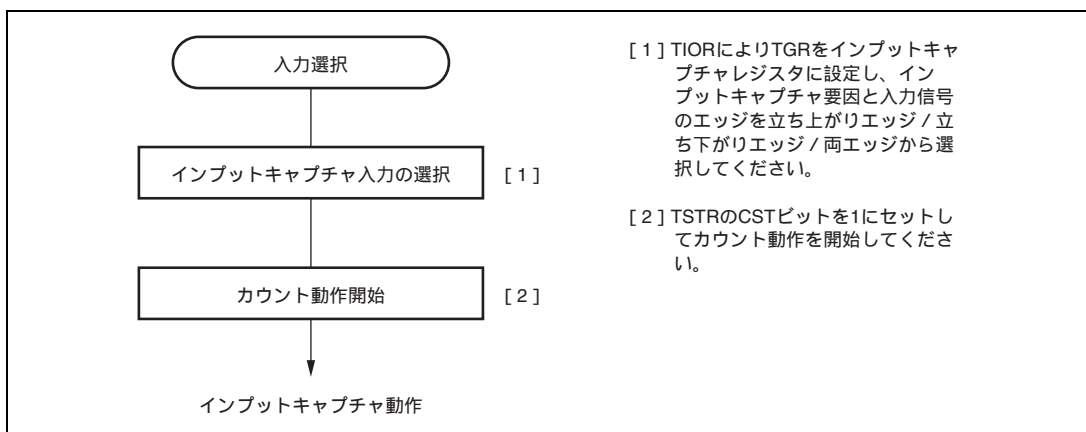 入力選択
インプットキャプチャ入力の選択 [1]
カウント動作開始 [2]
インプットキャプチャ動作
[1] TIORによりTGRをインプットキャ
プチャレジスタに設定し、イン
プットキャプチャ要因と入力信号
のエッジを立ち上がりエッジ / 立
ち下がりエッジ / 両エッジから選
択してください。
[2] TSTRのCSTビットを1にセットし
てカウント動作を開始してくださ
い。